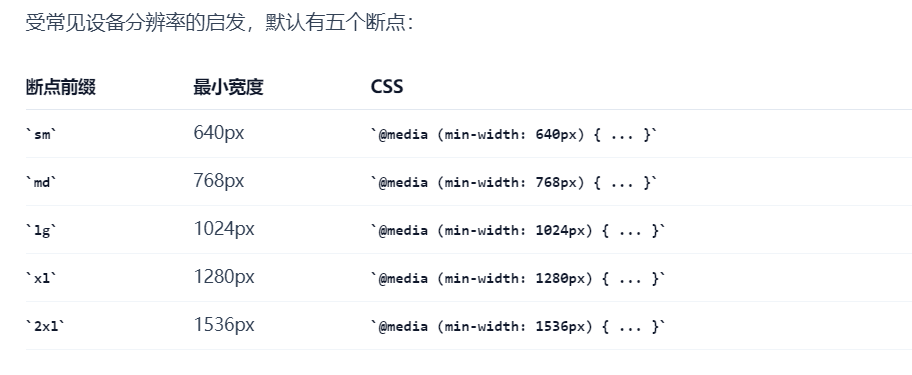 受常见设备分辨率的启发，默认有五个断点：
断点前缀 最小宽度 CSS
`sm` 640px `@media (min-width: 640px) { ... }`
`md` 768px `@media (min-width: 768px) { ... }`
`lg` 1024px `@media (min-width: 1024px) { ... }`
`xl` 1280px `@media (min-width: 1280px) { ... }`
`2xl` 1536px `@media (min-width: 1536px) { ... }`